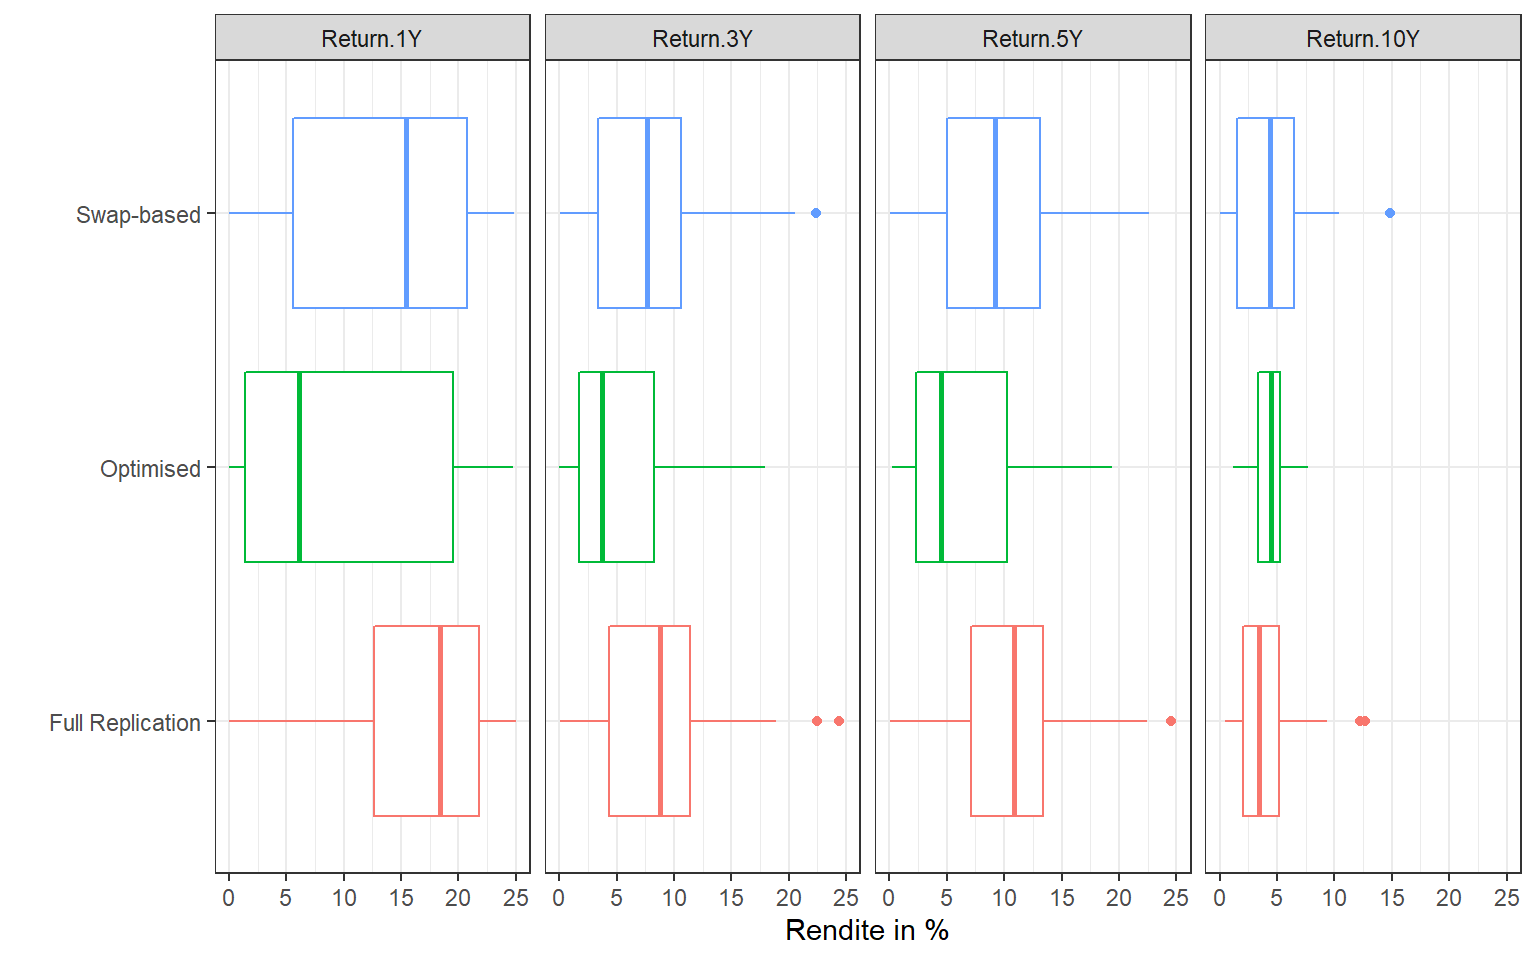 Return.1Y Return.3Y Return.5Y Return.10Y
Swap-based
Optimised
Full Replication
0 5 10 15 20 25 0 5 10 15 20 25 0 5 10 15 20 25 0 5 10 15 20 25
Rendite in %